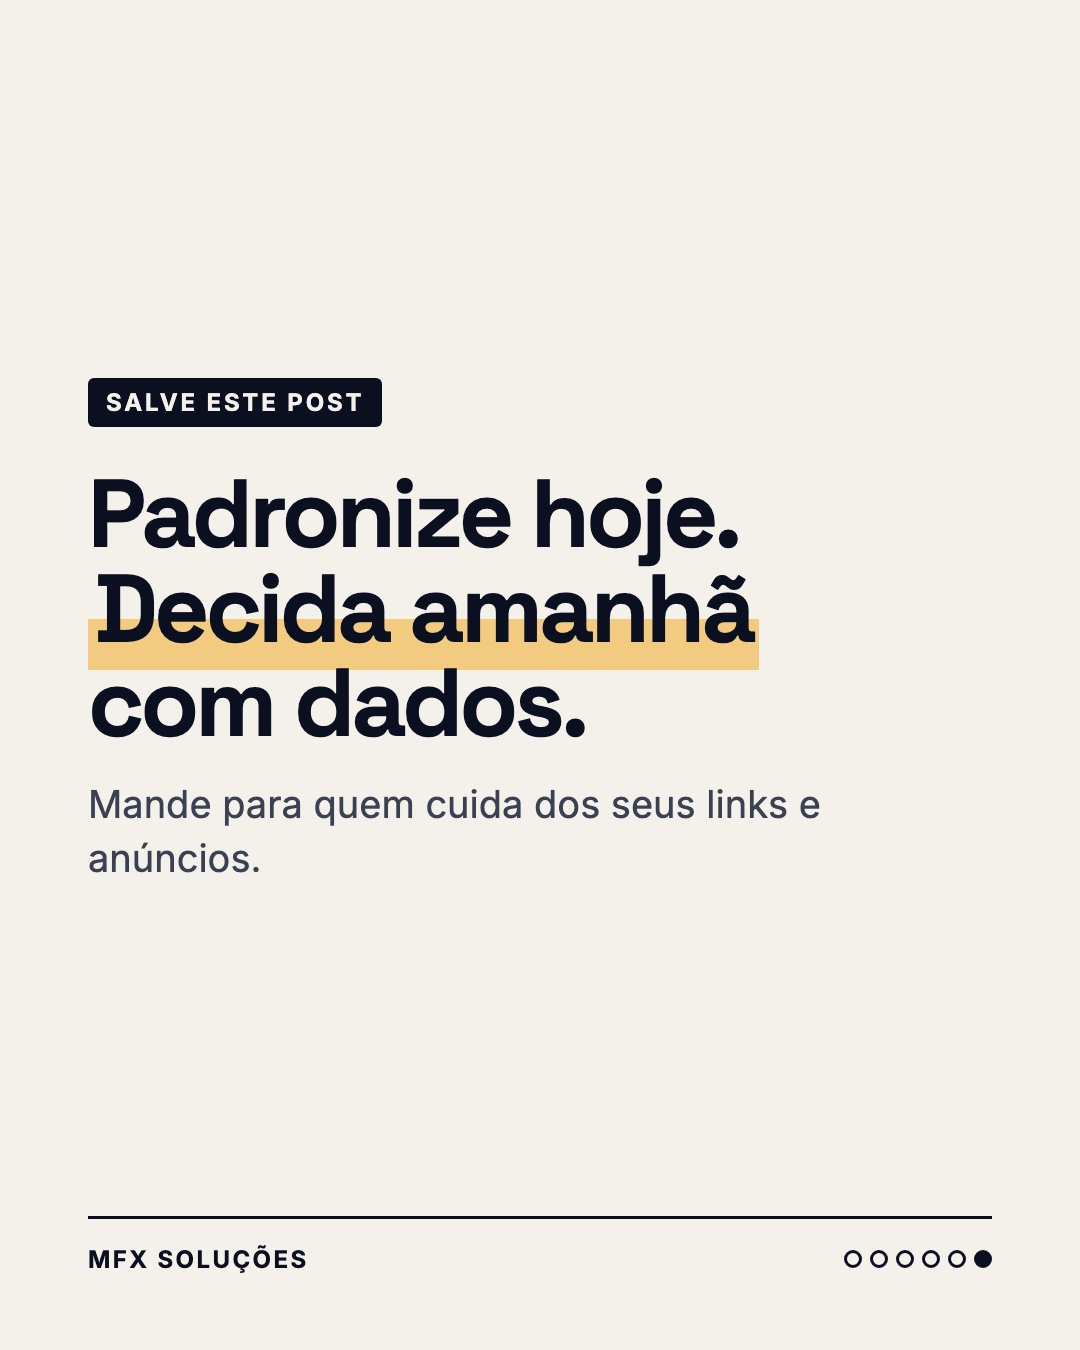 SALVE ESTE POST
Padronize hoje.
Decida amanhã
com dados.
Mande para quem cuida dos seus links e
anúncios.
MFX SOLUÇÕES